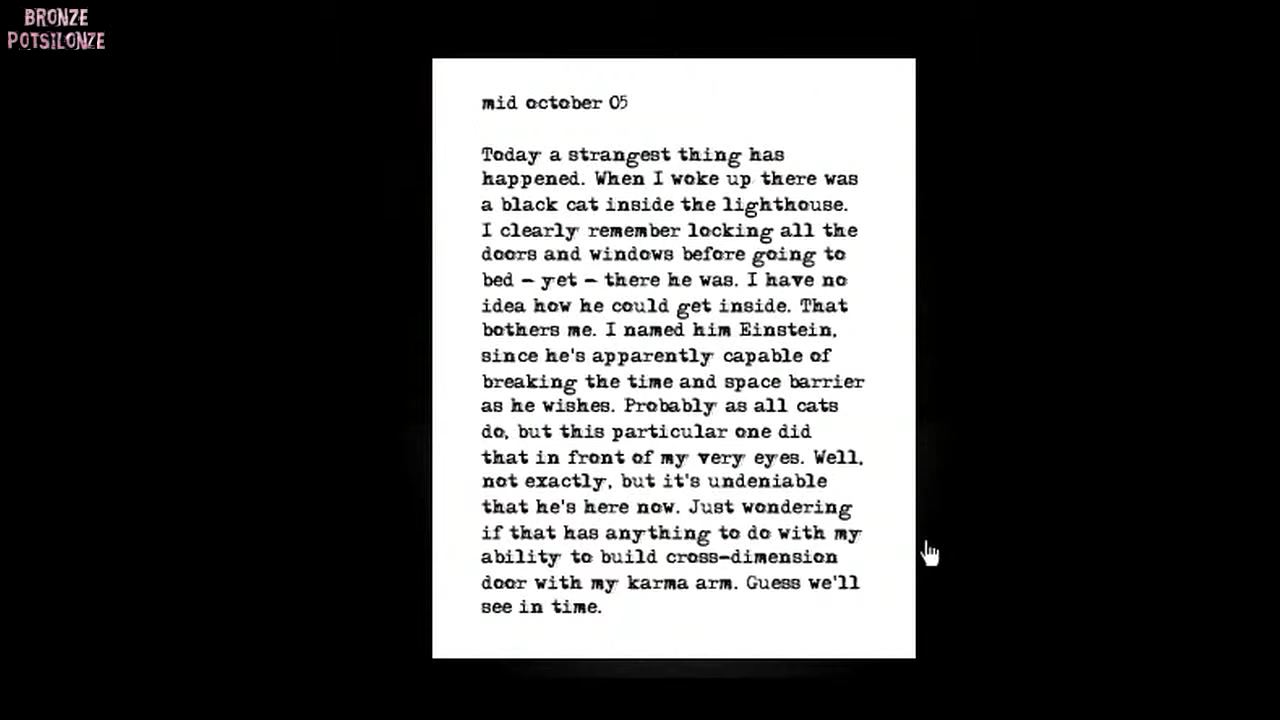 BRONZE
POTSILONZE
mid october 05
Today a strangest thing has
happened. When I woke up there was
a black cat inside the lighthouse.
I clearly remember locking all the
doors and windows before going to
bed - yet - there he was. I have no
idea how he could get inside. That
bothers me. I named him Einstein,
since he's apparently capable of
breaking the time and space barrier
as he wishes. Probably as all cats
do, but this particular one did
that in front of my very eyes. Well,
not exactly, but it's undeniable
that he's here now. Just wondering
if that has anything to do with my
ability to build cross-dimension
door with my karma arm. Guess we'll
see in time.